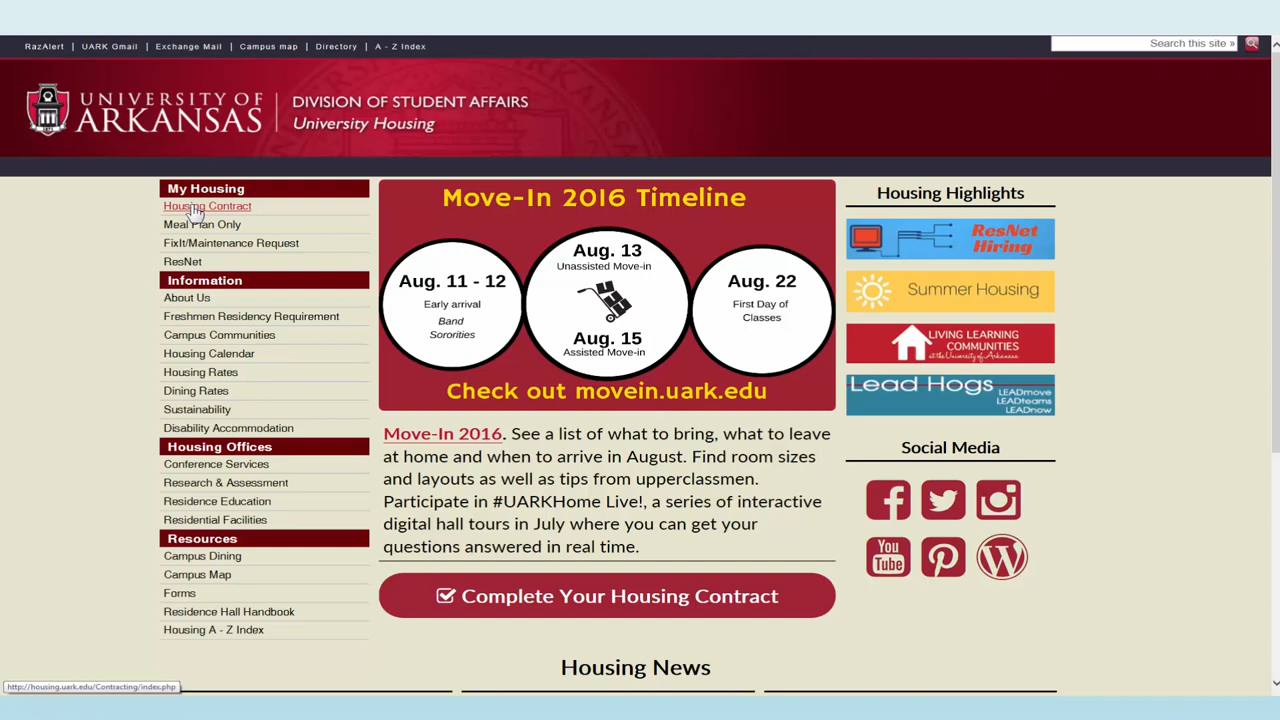 RazAlert | UARK Gmail | Exchange Mail | Campus map | Directory | A - Z Index
Search this site »
UNIVERSITY OF
ARKANSAS
DIVISION OF STUDENT AFFAIRS
University Housing
My Housing
Housing Contract
Meal Plan Only
FixIt/Maintenance Request
ResNet
Information
About Us
Freshmen Residency Requirement
Campus Communities
Housing Calendar
Housing Rates
Dining Rates
Sustainability
Disability Accommodation
Housing Offices
Conference Services
Research & Assessment
Residence Education
Residential Facilities
Resources
Campus Dining
Campus Map
Forms
Residence Hall Handbook
Housing A - Z Index
Move-In 2016 Timeline
Aug. 11 - 12
Early arrival
Band
Sororities
Aug. 13
Unassisted Move-in
Aug. 15
Assisted Move-in
Aug. 22
First Day of
Classes
Check out movein.uark.edu
Move-In 2016. See a list of what to bring, what to leave
at home and when to arrive in August. Find room sizes
and layouts as well as tips from upperclassmen.
Participate in #UARKHome Live!, a series of interactive
digital hall tours in July where you can get your
questions answered in real time.
Complete Your Housing Contract
Housing News
Housing Highlights
ResNet
Hiring
Summer Housing
LIVING LEARNING
COMMUNITIES
at the University of Arkansas
Lead Hogs
LEADmove
LEADteams
LEADnow
Social Media
You
Tube
http://housing.uark.edu/Contracting/index.php